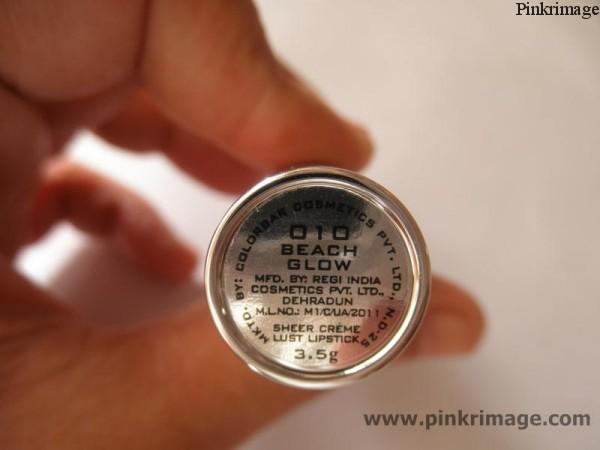 Pinkrimage
MKTD. BY: COLORBAR COSMETICS PVT. LTD., N.D-25
010
BEACH
GLOW
MFD. BY: REGI INDIA
COSMETICS PVT. LTD.,
DEHRADUN
M.L.NO.: M1/C/UA/2011
SHEER CRÈME
LUST LIPSTICK
3.5g
www.pinkrimage.com